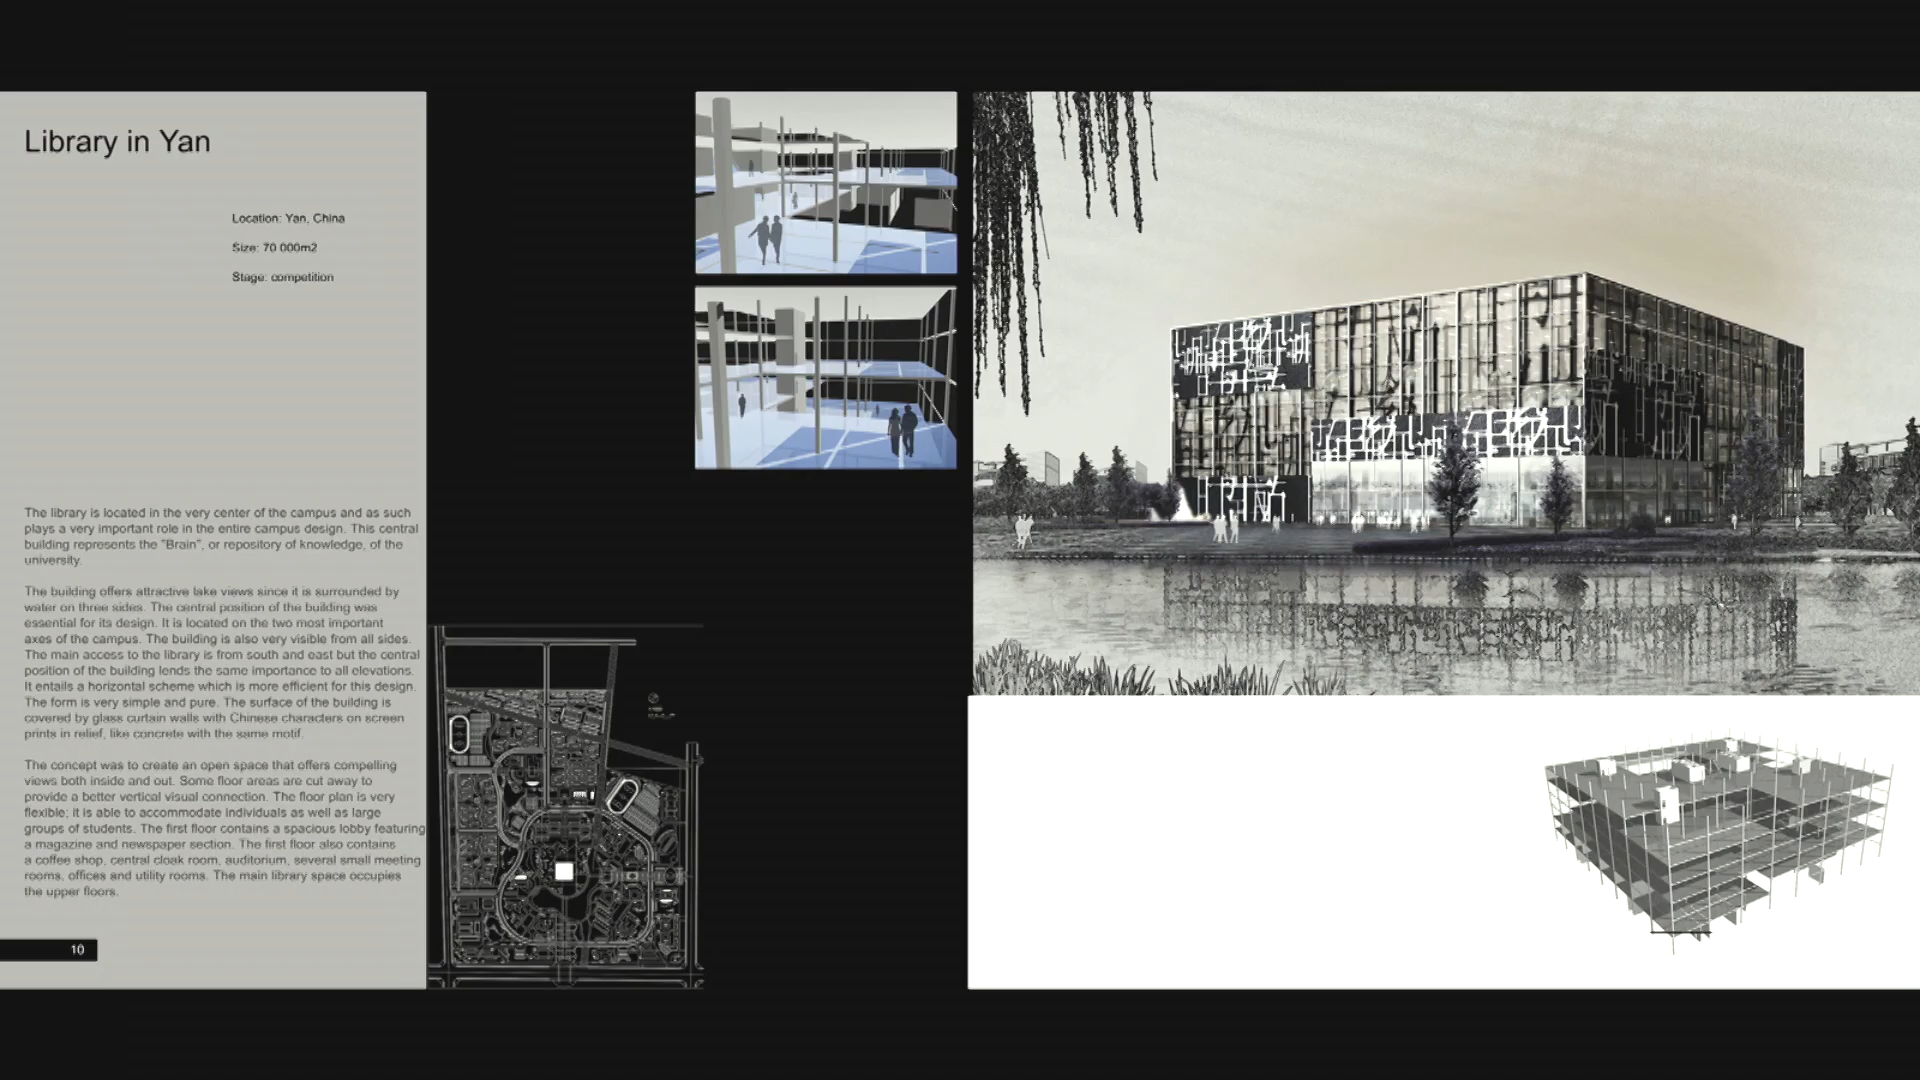 Library in Yan
Location: Yan, China
Size: 70 000m2
Stage: competition
The library is located in the very center of the campus and as such
plays a very important role in the entire campus design. This central
building represents the "Brain", or repository of knowledge, of the
university.
The building offers attractive lake views since it is surrounded by
water on three sides. The central position of the building was
essential for its design. It is located on the two most important
axes of the campus. The building is also very visible from all sides.
The main access to the library is from south and east but the central
position of the building lends the same importance to all elevations.
It entails a horizontal scheme which is more efficient for this design.
The form is very simple and pure. The surface of the building is
covered by glass curtain walls with Chinese characters on screen
prints in relief, like concrete with the same motif.
The concept was to create an open space that offers compelling
views both inside and out. Some floor areas are cut away to
provide a better vertical visual connection. The floor plan is very
flexible; it is able to accommodate individuals as well as large
groups of students. The first floor contains a spacious lobby featuring
a magazine and newspaper section. The first floor also contains
a coffee shop, central cloak room, auditorium, several small meeting
rooms, offices and utility rooms. The main library space occupies
the upper floors.
10